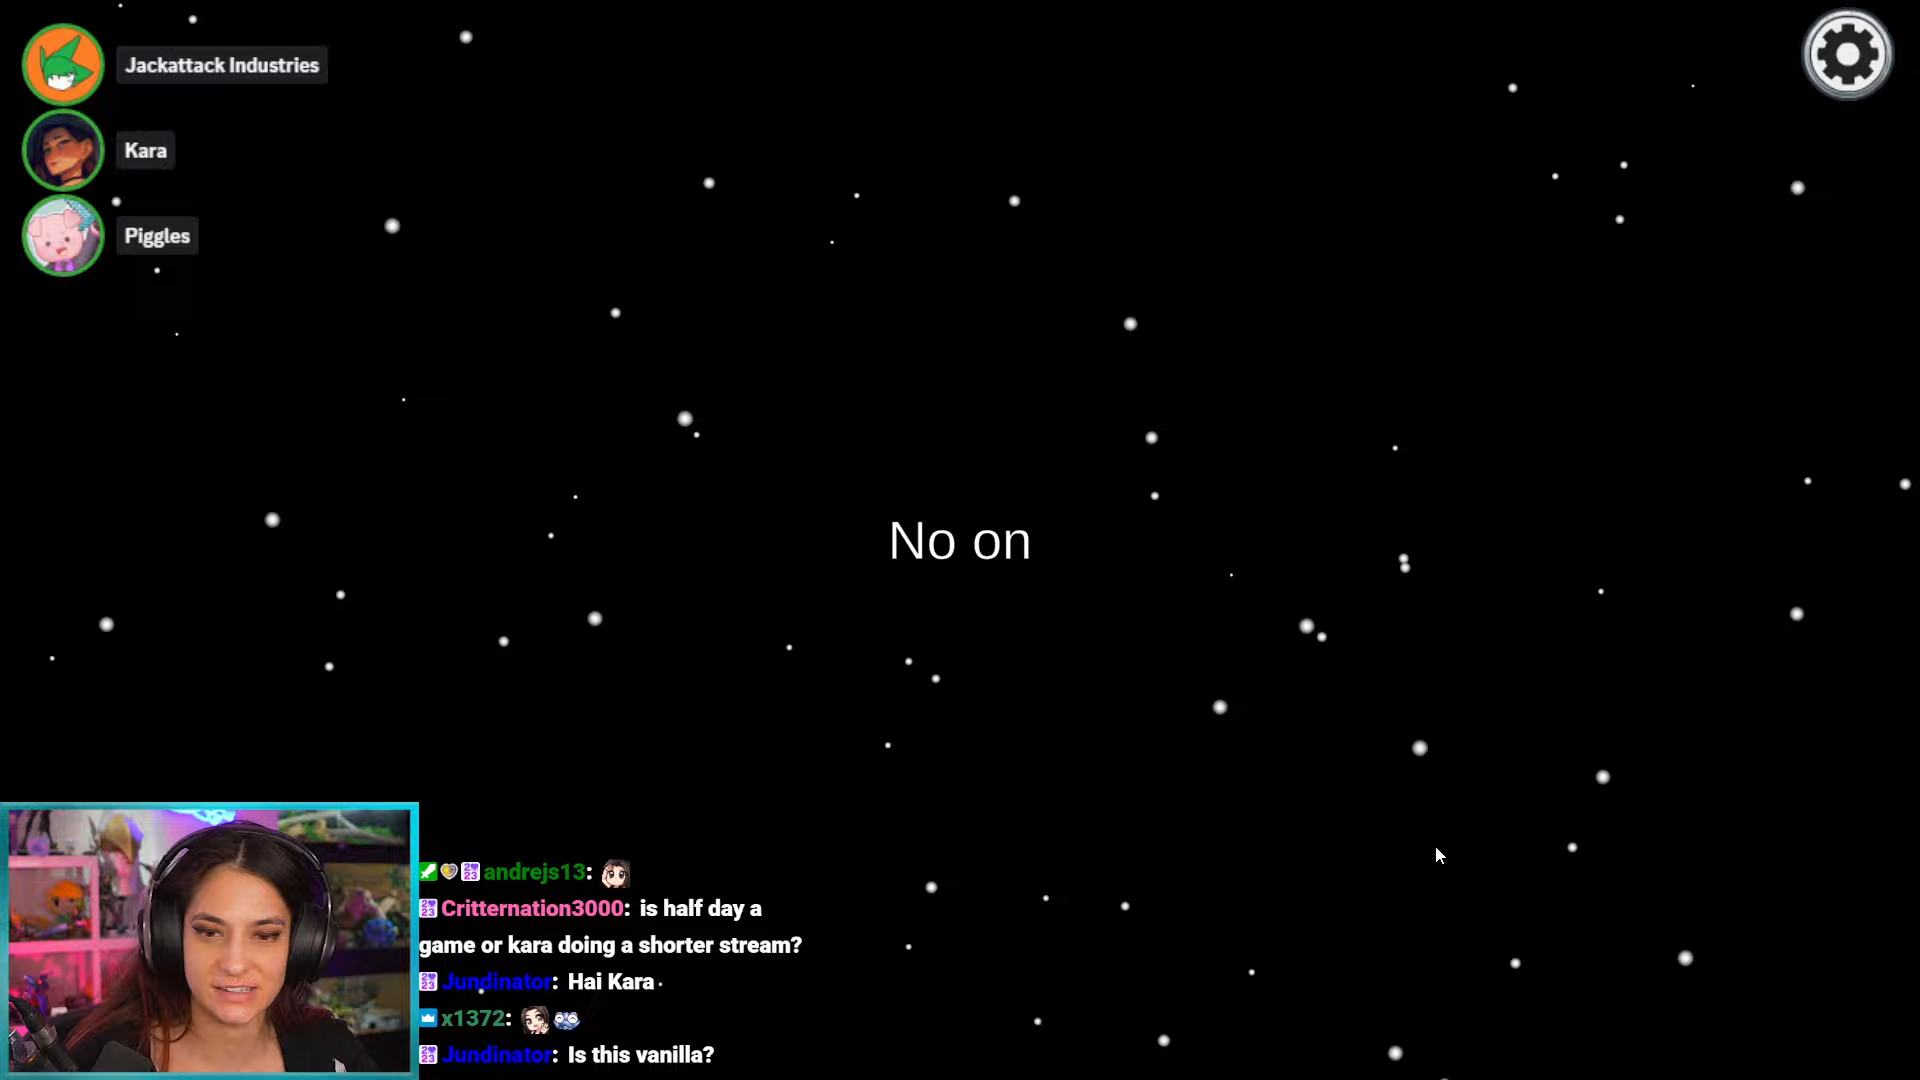 Jackattack Industries
Kara
Piggles
No on
andrejs13:
Critternation3000: is half day a
game or kara doing a shorter stream?
Jundinator: Hai Kara
x1372:
Jundinator: Is this vanilla?